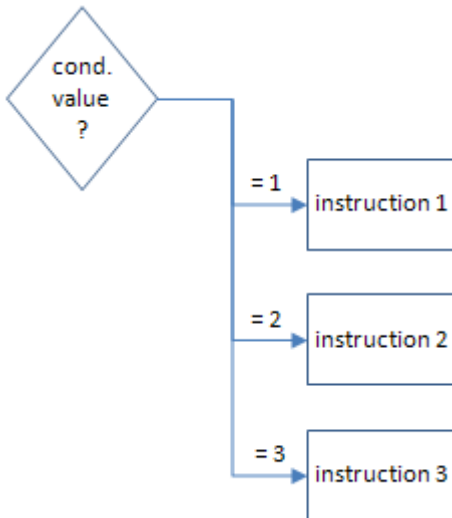 cond.
value
?
= 1
instruction 1
= 2
instruction 2
= 3
instruction 3